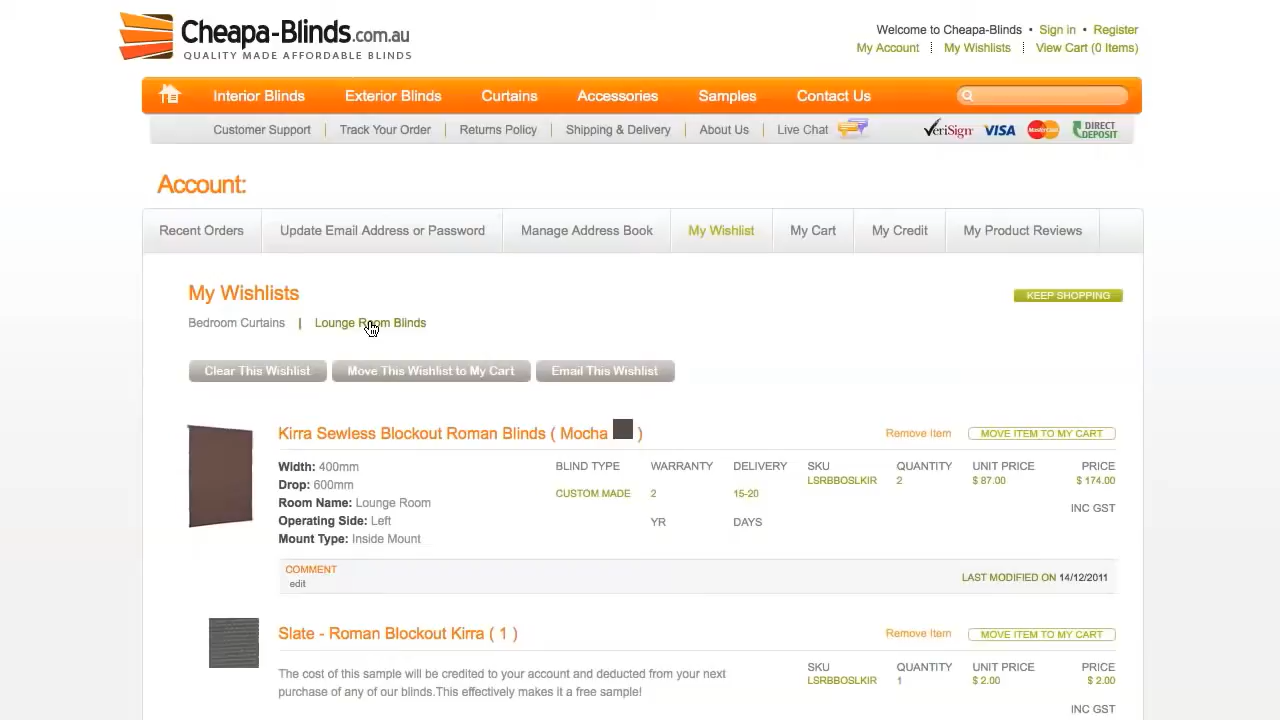 Cheapa-Blinds.com.au
QUALITY MADE AFFORDABLE BLINDS
Welcome to Cheapa-Blinds • Sign in • Register
My Account My Wishlists View Cart (0 Items)
Interior Blinds Exterior Blinds Curtains Accessories Samples Contact Us
Customer Support Track Your Order Returns Policy Shipping & Delivery About Us Live Chat VeriSign VISA MasterCard DIRECT DEPOSIT
Account:
Recent Orders Update Email Address or Password Manage Address Book My Wishlist My Cart My Credit My Product Reviews
My Wishlists
KEEP SHOPPING
Bedroom Curtains | Lounge Room Blinds
Clear This Wishlist Move This Wishlist to My Cart Email This Wishlist
Kirra Sewless Blockout Roman Blinds ( Mocha ) Remove Item MOVE ITEM TO MY CART
Width: 400mm BLIND TYPE WARRANTY DELIVERY SKU QUANTITY UNIT PRICE PRICE
Drop: 600mm CUSTOM MADE 2 15-20 LSRBBOSLKIR 2 $ 87.00 $ 174.00
Room Name: Lounge Room INC GST
Operating Side: Left YR DAYS
Mount Type: Inside Mount
COMMENT
edit LAST MODIFIED ON 14/12/2011
Slate - Roman Blockout Kirra ( 1 ) Remove Item MOVE ITEM TO MY CART
The cost of this sample will be credited to your account and deducted from your next SKU QUANTITY UNIT PRICE PRICE
purchase of any of our blinds.This effectively makes it a free sample! LSRBBOSLKIR 1 $ 2.00 $ 2.00
INC GST